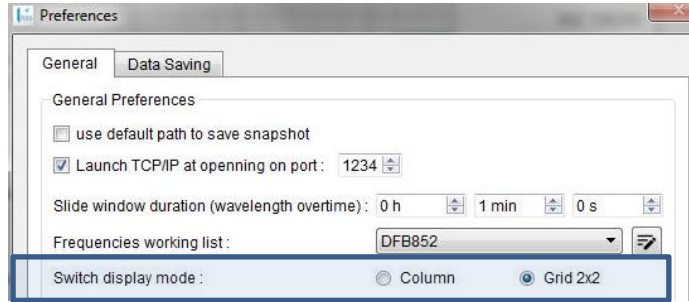 Preferences
General Data Saving
General Preferences
use default path to save snapshot
Launch TCP/IP at openning on port : 1234
Slide window duration (wavelength overtime) : 0 h 1 min 0 s
Frequencies working list : DFB852
Switch display mode : Column Grid 2x2